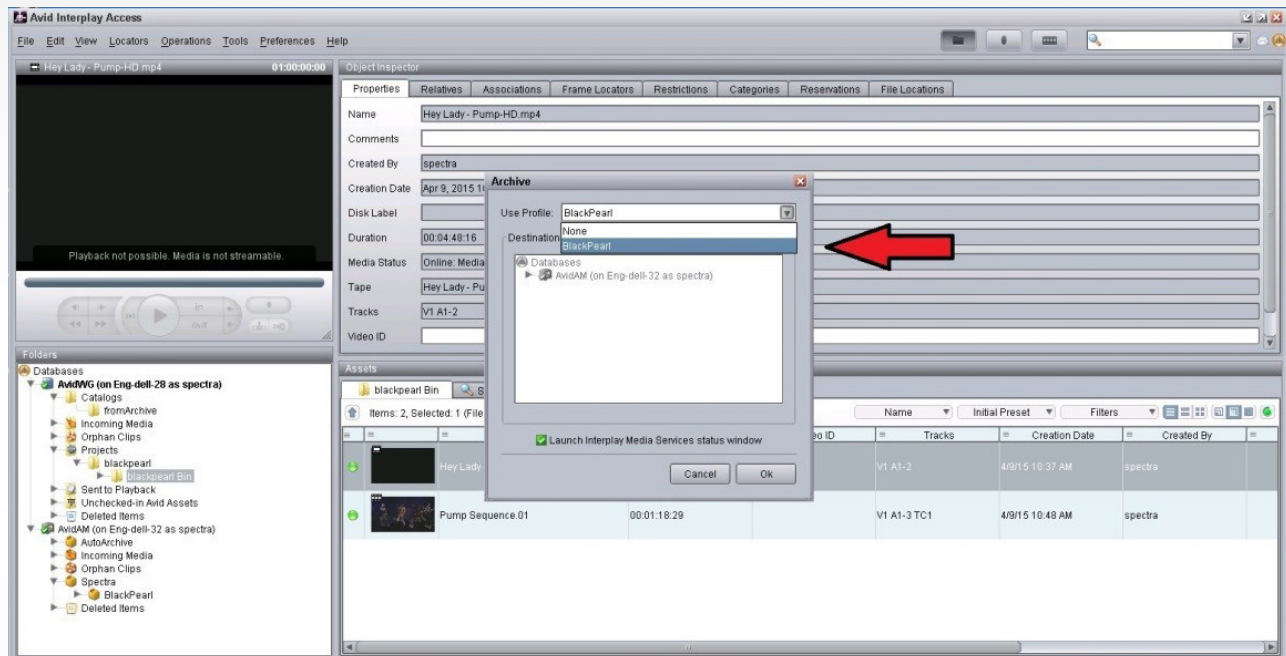 Avid Interplay Access
File Edit View Locators Operations Tools Preferences Help
Hey Lady - Pump-HD.mp4 01:00:00:00
Playback not possible. Media is not streamable.
in
out
Folders
Databases
AvidWG (on Eng-dell-28 as spectra)
Catalogs
fromArchive
Incoming Media
Orphan Clips
Projects
blackpearl
blackpearl Bin
Sent to Playback
Unchecked-in Avid Assets
Deleted Items
AvidAM (on Eng-dell-32 as spectra)
AutoArchive
Incoming Media
Orphan Clips
Spectra
BlackPearl
Deleted Items
Object Inspector
Properties Relatives Associations Frame Locators Restrictions Categories Reservations File Locations
Name Hey Lady - Pump-HD.mp4
Comments
Created By spectra
Creation Date Apr 9, 2015 1
Disk Label
Duration 00:04:48:16
Media Status Online: Media
Tape Hey Lady - Pu
Tracks V1 A1-2
Video ID
Archive
Use Profile: BlackPearl
None
BlackPearl
Destination
Databases
AvidAM (on Eng-dell-32 as spectra)
Launch Interplay Media Services status window
Cancel Ok
Assets
blackpearl Bin S
Items: 2, Selected: 1 (File Name Initial Preset Filters
eo ID Tracks Creation Date Created By
Hey Lady V1 A1-2 4/9/15 10:37 AM spectra
Pump Sequence.01 00:01:18:29 V1 A1-3 TC1 4/9/15 10:48 AM spectra